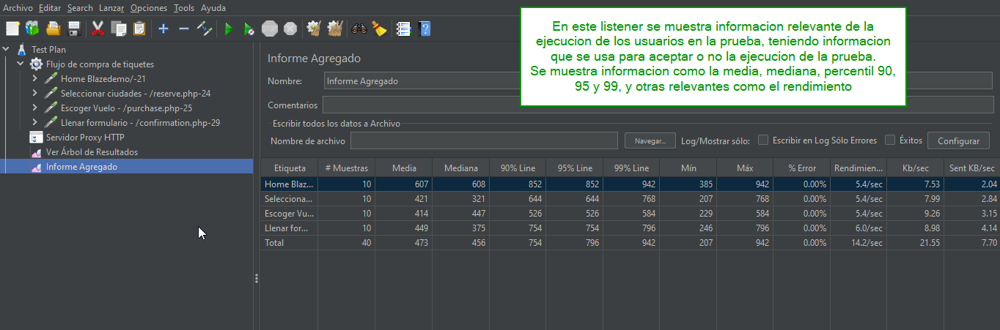 Archivo Editar Search Lanzar Opciones Tools Ayuda
En este listener se muestra informacion relevante de la
ejecucion de los usuarios en la prueba, teniendo informacion
que se usa para aceptar o no la ejecucion de la prueba.
Se muestra informacion como la media, mediana, percentil 90,
95 y 99, y otras relevantes como el rendimiento
Test Plan
Flujo de compra de tiquetes
Home Blazedemo/-21
Seleccionar ciudades - /reserve.php-24
Escoger Vuelo - /purchase.php-25
Llenar formulario - /confirmation.php-29
Servidor Proxy HTTP
Ver Árbol de Resultados
Informe Agregado
Informe Agregado
Nombre: Informe Agregado
Comentarios
Escribir todos los datos a Archivo
Nombre de archivo Navegar... Log/Mostrar sólo: Escribir en Log Sólo Errores Éxitos Configurar
Etiqueta # Muestras Media Mediana 90% Line 95% Line 99% Line Mín Máx % Error Rendimien... Kb/sec Sent KB/sec
Home Blaz... 10 607 608 852 852 942 385 942 0.00% 5.4/sec 7.53 2.04
Selecciona... 10 421 321 644 644 768 207 768 0.00% 5.4/sec 7.99 2.84
Escoger Vu... 10 414 447 526 526 584 229 584 0.00% 5.4/sec 9.26 3.15
Llenar for... 10 449 375 754 754 796 246 796 0.00% 6.0/sec 8.98 4.14
Total 40 473 456 754 796 942 207 942 0.00% 14.2/sec 21.55 7.70